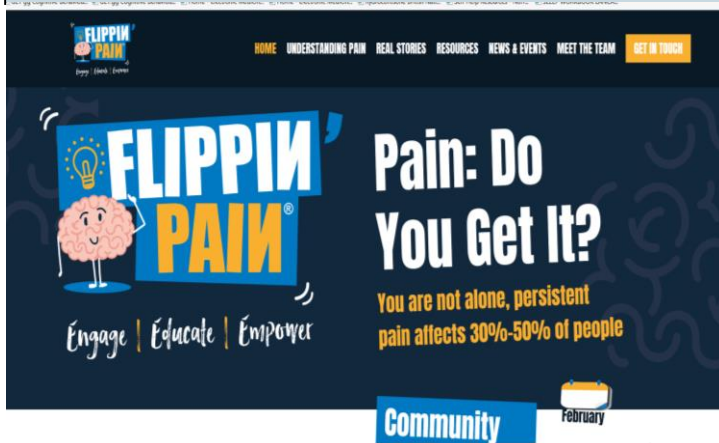 FLIPPIN'
PAIN
Engage | Educate | Empower
HOME UNDERSTANDING PAIN REAL STORIES RESOURCES NEWS & EVENTS MEET THE TEAM GET IN TOUCH
FLIPPIN'
PAIN®
Engage | Educate | Empower
Pain: Do
You Get It?
You are not alone, persistent
pain affects 30%-50% of people
Community
February